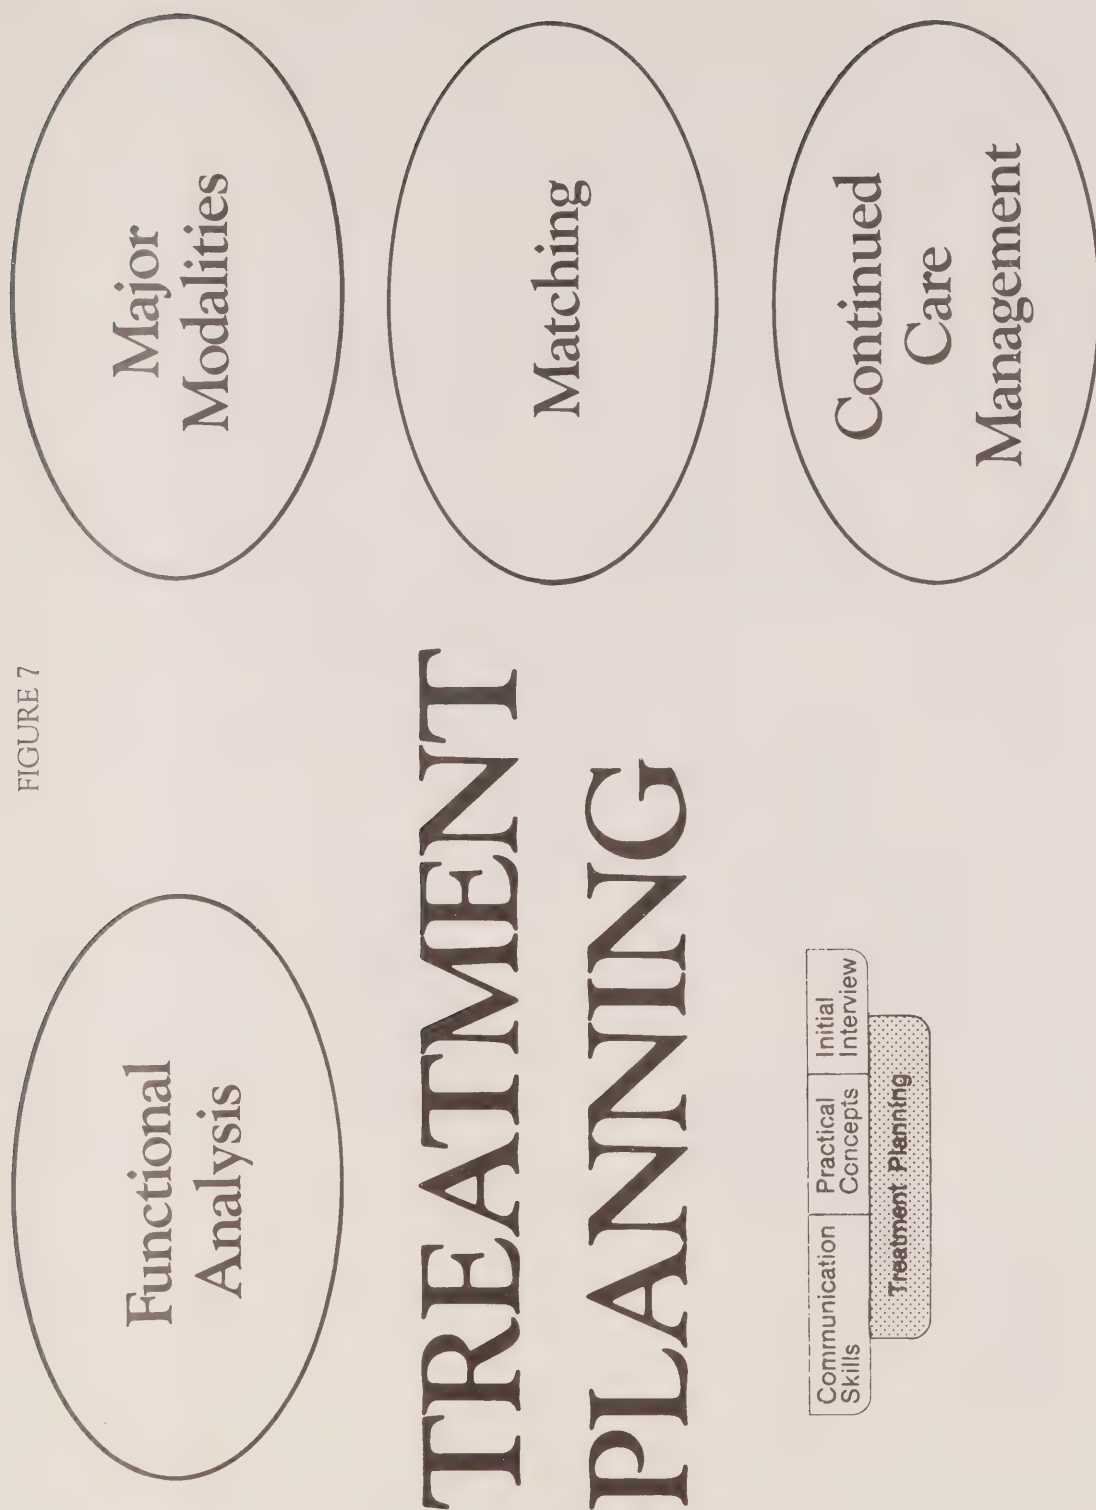 FIGURE 7
Functional
Analysis
Major
Modalities
TREATMENT
PLANNING
Matching
Communication
Skills
Practical
Concepts
Initial
Interview
Treatment Planning
Continued
Care
Management